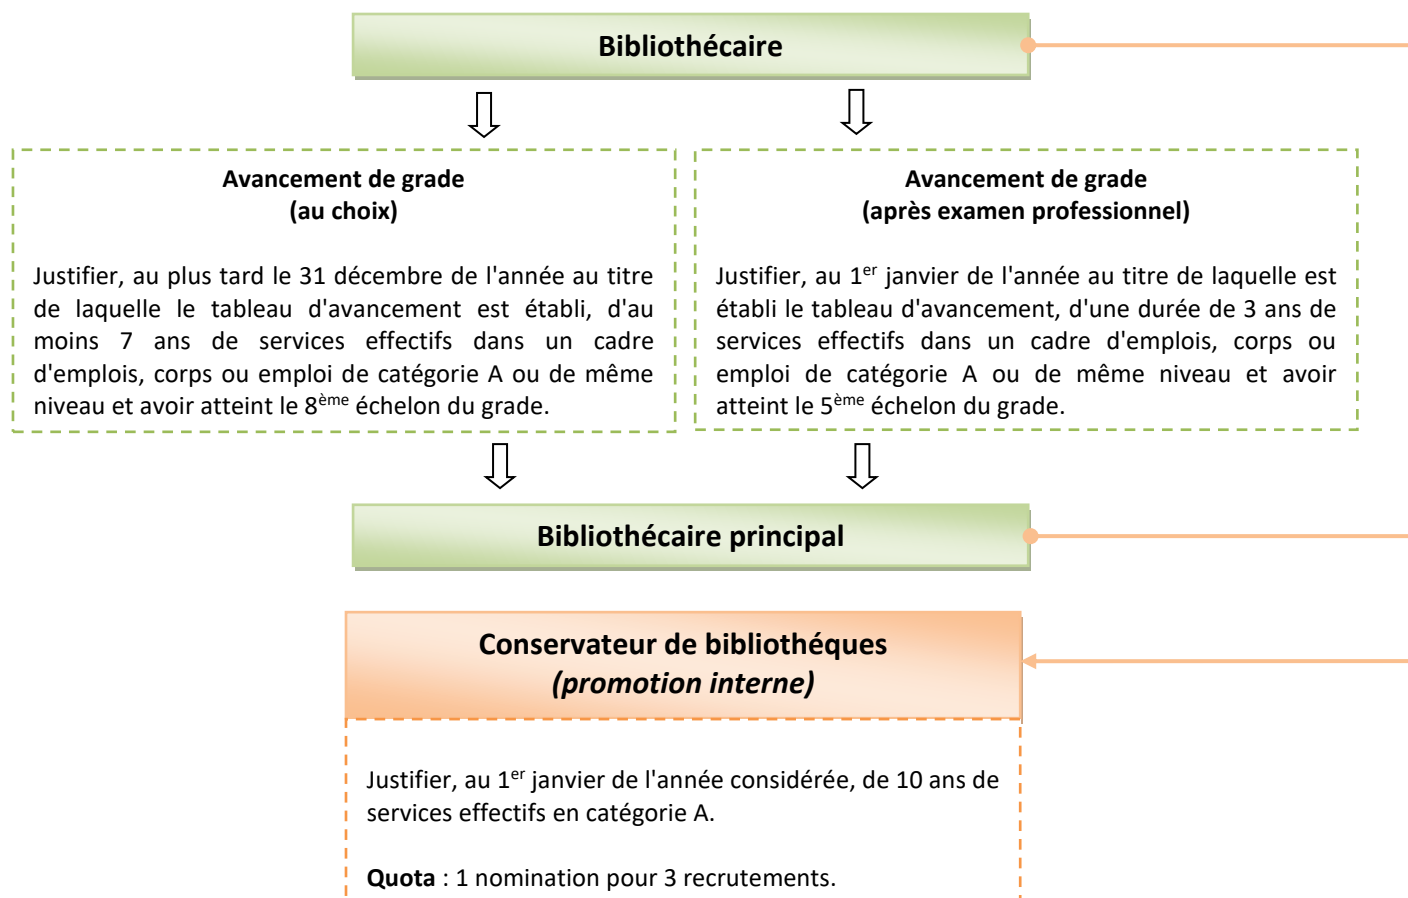 Bibliothécaire
Avancement de grade
(au choix)
Justifier, au plus tard le 31 décembre de l'année au titre
de laquelle le tableau d'avancement est établi, d'au
moins 7 ans de services effectifs dans un cadre
d'emplois, corps ou emploi de catégorie A ou de même
niveau et avoir atteint le 8ème échelon du grade.
Avancement de grade
(après examen professionnel)
Justifier, au 1er janvier de l'année au titre de laquelle est
établi le tableau d'avancement, d'une durée de 3 ans de
services effectifs dans un cadre d'emplois, corps ou
emploi de catégorie A ou de même niveau et avoir
atteint le 5ème échelon du grade.
Bibliothécaire principal
Conservateur de bibliothéques
(promotion interne)
Justifier, au 1er janvier de l'année considérée, de 10 ans de
services effectifs en catégorie A.
Quota : 1 nomination pour 3 recrutements.